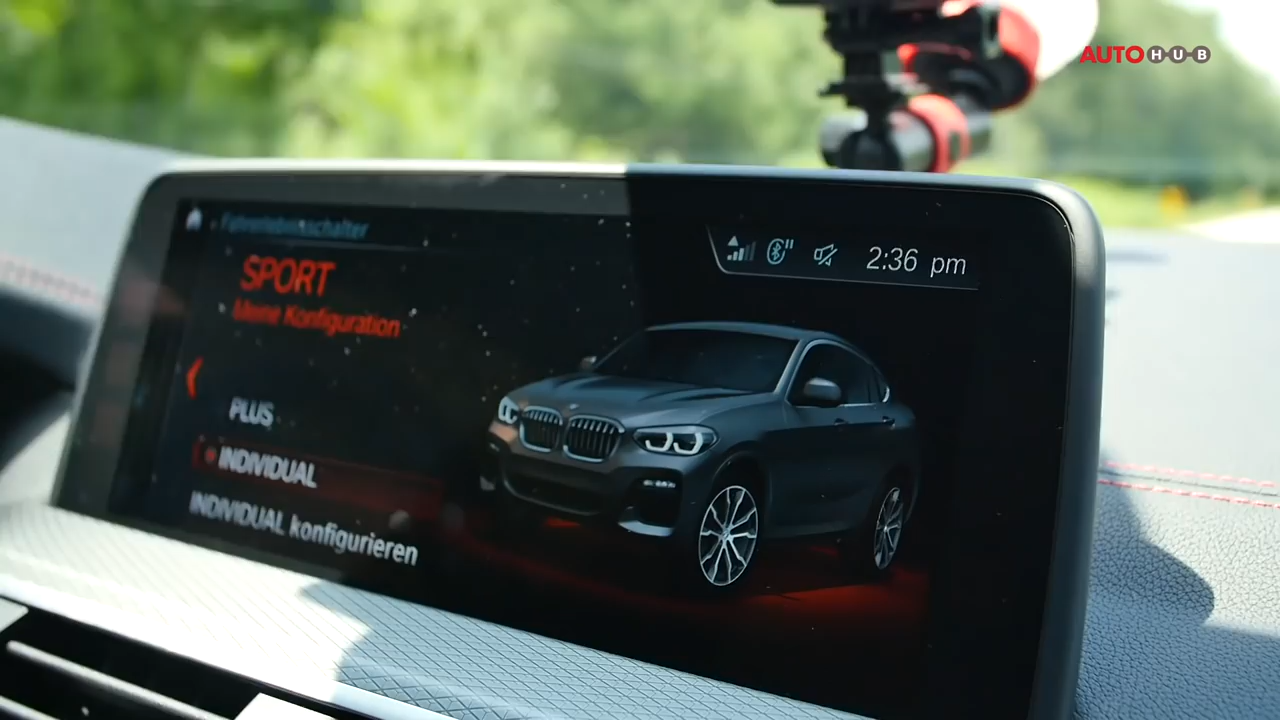 AUTO HUB
Fahrerlebnisschalter
2:36 pm
SPORT
Meine Konfiguration
PLUS
INDIVIDUAL
INDIVIDUAL konfigurieren